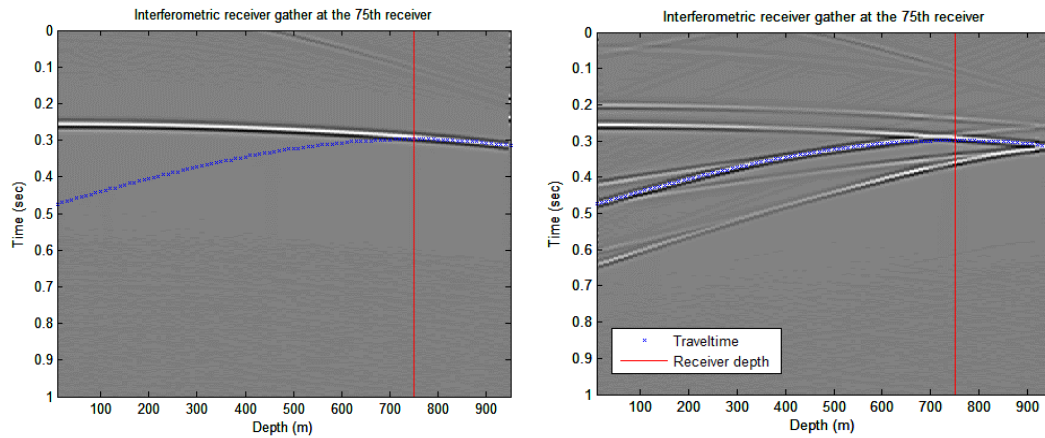 Interferometric receiver gather at the 75th receiver
0
0.1
0.2
0.3
0.4
0.5
0.6
0.7
0.8
0.9
1
Time (sec)
100 200 300 400 500 600 700 800 900
Depth (m)
Interferometric receiver gather at the 75th receiver
0
0.1
0.2
0.3
0.4
0.5
0.6
0.7
0.8
0.9
1
Time (sec)
Traveltime
Receiver depth
100 200 300 400 500 600 700 800 900
Depth (m)